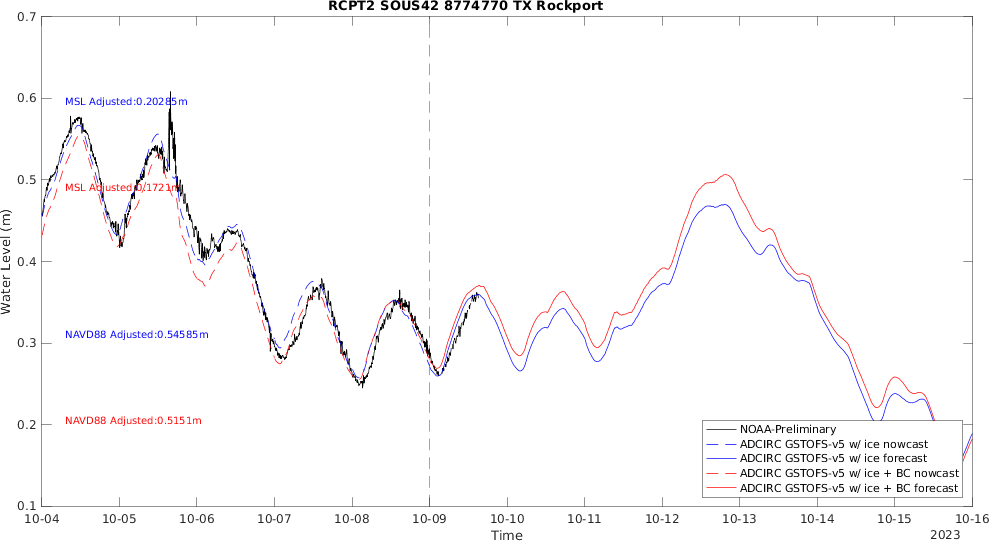 RCPT2 SOUS42 8774770 TX Rockport
0.7
0.6
0.5
0.4
0.3
0.2
0.1
Water Level (m)
MSL Adjusted:0.20285m
MSL Adjusted:0.1721m
NAVD88 Adjusted:0.54585m
NAVD88 Adjusted:0.5151m
NOAA-Preliminary
ADCIRC GSTOFS-v5 w/ ice nowcast
ADCIRC GSTOFS-v5 w/ ice forecast
ADCIRC GSTOFS-v5 w/ ice + BC nowcast
ADCIRC GSTOFS-v5 w/ ice + BC forecast
10-04 10-05 10-06 10-07 10-08 10-09 10-10 10-11 10-12 10-13 10-14 10-15 10-16
Time
2023